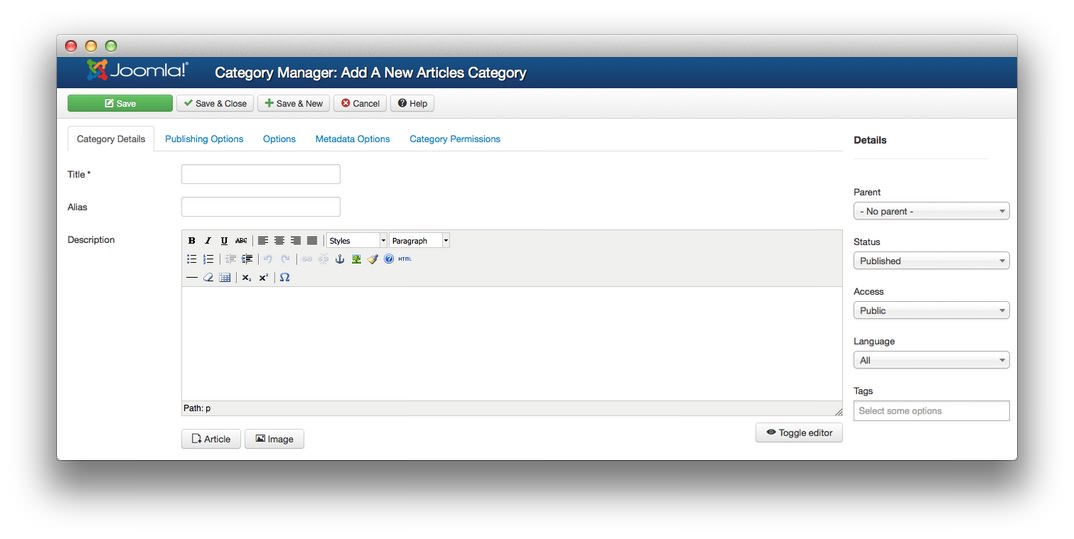 Joomla!® Category Manager: Add A New Articles Category
Save Save & Close Save & New Cancel Help
Category Details Publishing Options Options Metadata Options Category Permissions
Title *
Alias
Description
B I U ABC Styles Paragraph
HTML
x₂ x² Ω
Path: p
Article Image Toggle editor
Details
Parent
- No parent -
Status
Published
Access
Public
Language
All
Tags
Select some options